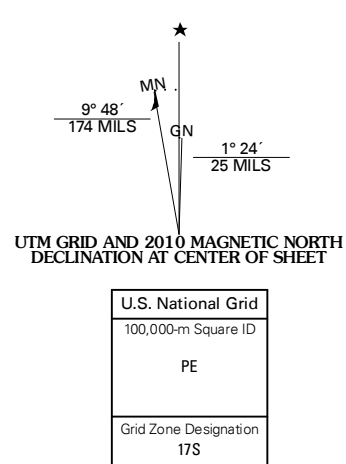 ★
MN
9° 48´
174 MILS
GN
1° 24´
25 MILS
UTM GRID AND 2010 MAGNETIC NORTH
DECLINATION AT CENTER OF SHEET
U.S. National Grid
100,000-m Square ID
PE
Grid Zone Designation
17S